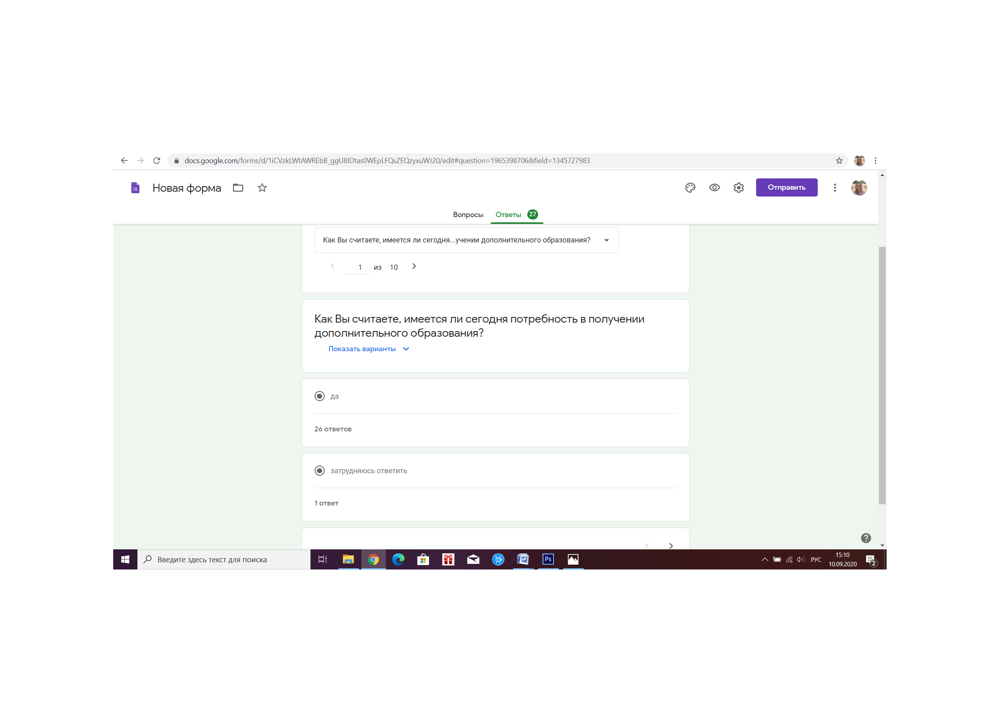 docs.google.com/forms/d/1iCVzkLWtAWREbB_ggU8IDtas0WEpLFQsZEQzyxuWJ20/edit#question=1965398706&field=1345727983
Новая форма
Отправить
Вопросы Ответы 27
Как Вы считаете, имеется ли сегодня...учении дополнительного образования?
1 из 10
Как Вы считаете, имеется ли сегодня потребность в получении
дополнительного образования?
Показать варианты
да
26 ответов
затрудняюсь ответить
1 ответ
Введите здесь текст для поиска
Ps
РУС
15:10
10.09.2020
2